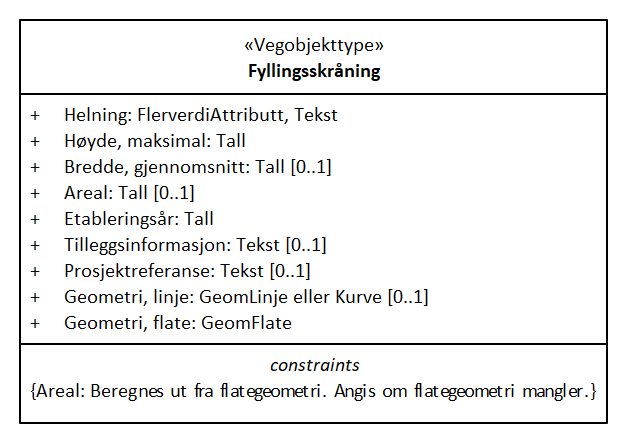 «Vegobjekttype»
Fyllingsskråning
+ Helning: FlerverdiAttributt, Tekst
+ Høyde, maksimal: Tall
+ Bredde, gjennomsnitt: Tall [0..1]
+ Areal: Tall [0..1]
+ Etableringsår: Tall
+ Tilleggsinformasjon: Tekst [0..1]
+ Prosjektreferanse: Tekst [0..1]
+ Geometri, linje: GeomLinje eller Kurve [0..1]
+ Geometri, flate: GeomFlate
constraints
{Areal: Beregnes ut fra flategeometri. Angis om flategeometri mangler.}